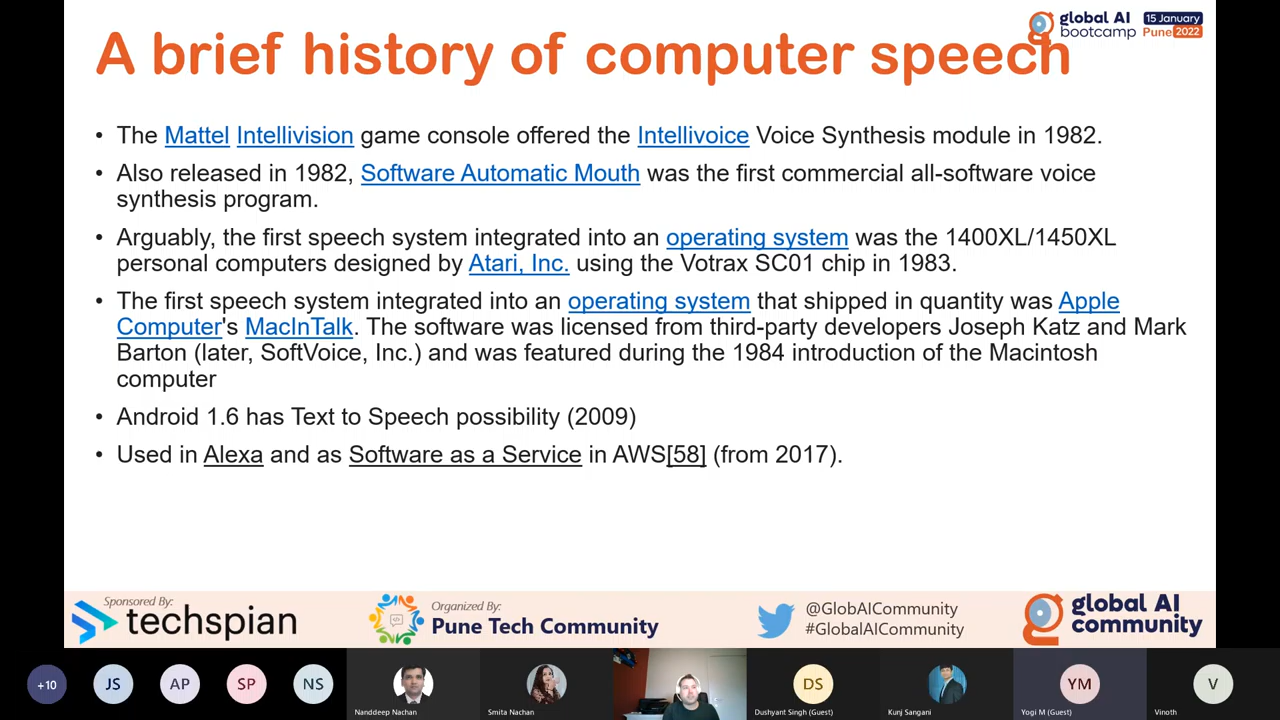 A brief history of computer speech
global AI
bootcamp
15 January
Pune 2022
• The Mattel Intellivision game console offered the Intellivoice Voice Synthesis module in 1982.
• Also released in 1982, Software Automatic Mouth was the first commercial all-software voice
synthesis program.
• Arguably, the first speech system integrated into an operating system was the 1400XL/1450XL
personal computers designed by Atari, Inc. using the Votrax SC01 chip in 1983.
• The first speech system integrated into an operating system that shipped in quantity was Apple
Computer's MacInTalk. The software was licensed from third-party developers Joseph Katz and Mark
Barton (later, SoftVoice, Inc.) and was featured during the 1984 introduction of the Macintosh
computer
• Android 1.6 has Text to Speech possibility (2009)
• Used in Alexa and as Software as a Service in AWS[58] (from 2017).
Sponsored By:
techspian
Organized By:
Pune Tech Community
@GlobAICommunity
#GlobalAICommunity
global AI
community
+10
JS
AP
SP
NS
Nanddeep Nachan
Smita Nachan
DS
Dushyant Singh (Guest)
Kunj Sangani
YM
Yogi M (Guest)
V
Vinoth